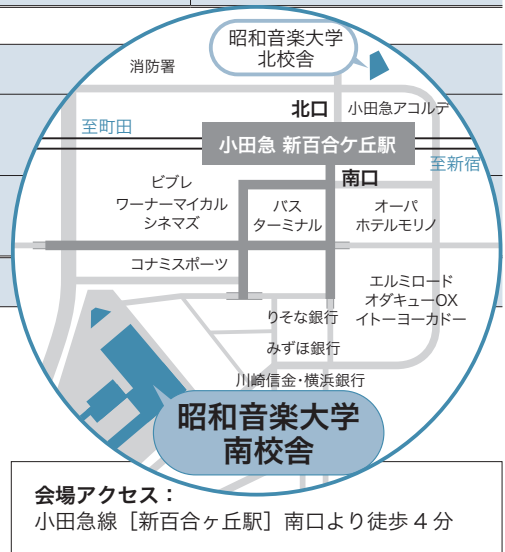 昭和音楽大学
北校舎
消防署
北口
小田急アコルデ
至町田
小田急 新百合ケ丘駅
至新宿
南口
ビブレ
ワーナーマイカル
シネマズ
バス
ターミナル
オーパ
ホテルモリノ
コナミスポーツ
エルミロード
オダキューOX
イトーヨーカドー
りそな銀行
みずほ銀行
川崎信金・横浜銀行
昭和音楽大学
南校舎
会場アクセス：
小田急線［新百合ヶ丘駅］南口より徒歩 4 分